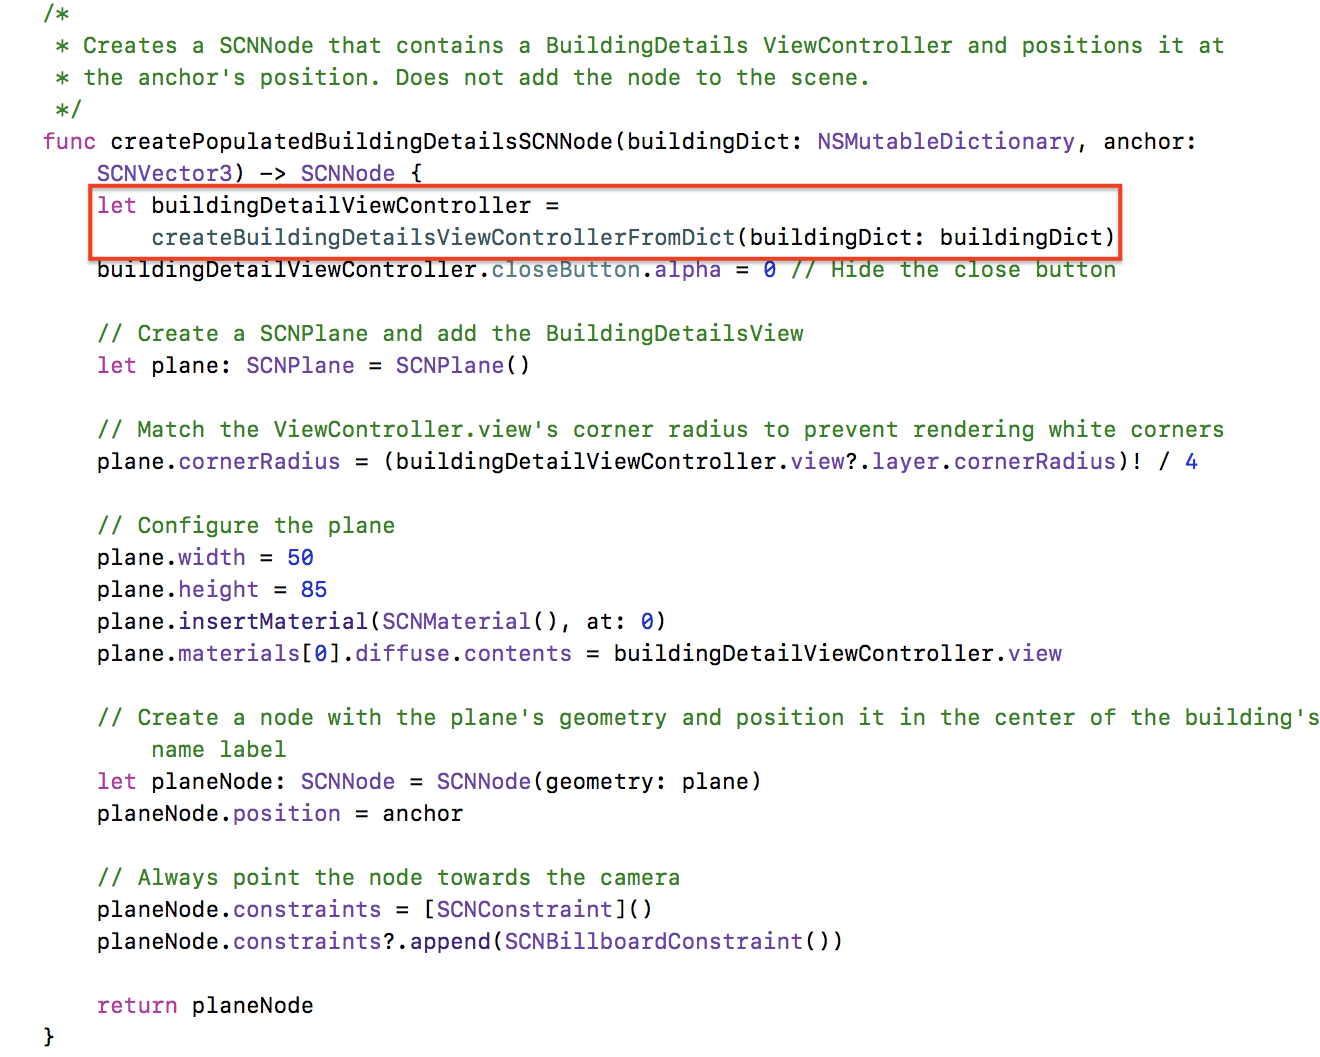 /*
 * Creates a SCNNode that contains a BuildingDetails ViewController and positions it at
 * the anchor's position. Does not add the node to the scene.
 */
func createPopulatedBuildingDetailsSCNNode(buildingDict: NSMutableDictionary, anchor:
    SCNVector3) -> SCNNode {
    let buildingDetailViewController =
        createBuildingDetailsViewControllerFromDict(buildingDict: buildingDict)
    buildingDetailViewController.closeButton.alpha = 0 // Hide the close button

    // Create a SCNPlane and add the BuildingDetailsView
    let plane: SCNPlane = SCNPlane()

    // Match the ViewController.view's corner radius to prevent rendering white corners
    plane.cornerRadius = (buildingDetailViewController.view?.layer.cornerRadius)! / 4

    // Configure the plane
    plane.width = 50
    plane.height = 85
    plane.insertMaterial(SCNMaterial(), at: 0)
    plane.materials[0].diffuse.contents = buildingDetailViewController.view

    // Create a node with the plane's geometry and position it in the center of the building's
        name label
    let planeNode: SCNNode = SCNNode(geometry: plane)
    planeNode.position = anchor

    // Always point the node towards the camera
    planeNode.constraints = [SCNConstraint]()
    planeNode.constraints?.append(SCNBillboardConstraint())

    return planeNode
}